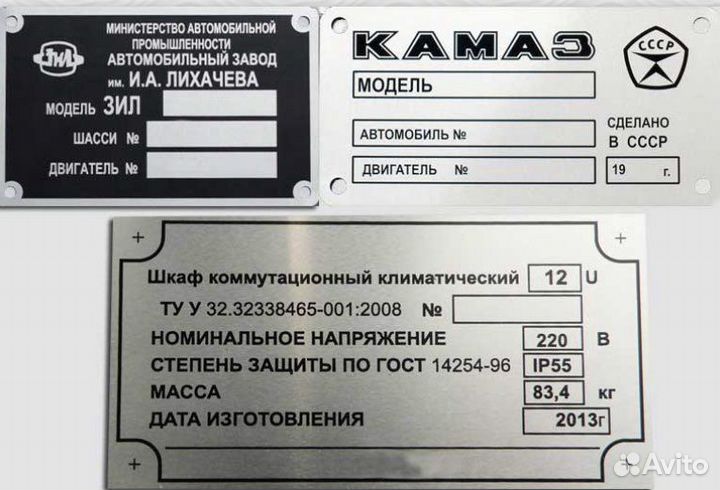 МИНИСТЕРСТВО АВТОМОБИЛЬНОЙ
ПРОМЫШЛЕННОСТИ
АВТОМОБИЛЬНЫЙ ЗАВОД
им. И.А. ЛИХАЧЕВА
ЗИЛ
МОДЕЛЬ ЗИЛ
ШАССИ №
ДВИГАТЕЛЬ №
КАМАЗ
СССР
МОДЕЛЬ
АВТОМОБИЛЬ №
СДЕЛАНО
В СССР
ДВИГАТЕЛЬ №
19 г.
Шкаф коммутационный климатический 12 U
ТУ У 32.32338465-001:2008 №
НОМИНАЛЬНОЕ НАПРЯЖЕНИЕ 220 В
СТЕПЕНЬ ЗАЩИТЫ ПО ГОСТ 14254-96 IP55
МАССА 83,4 кг
ДАТА ИЗГОТОВЛЕНИЯ 2013г
Avito